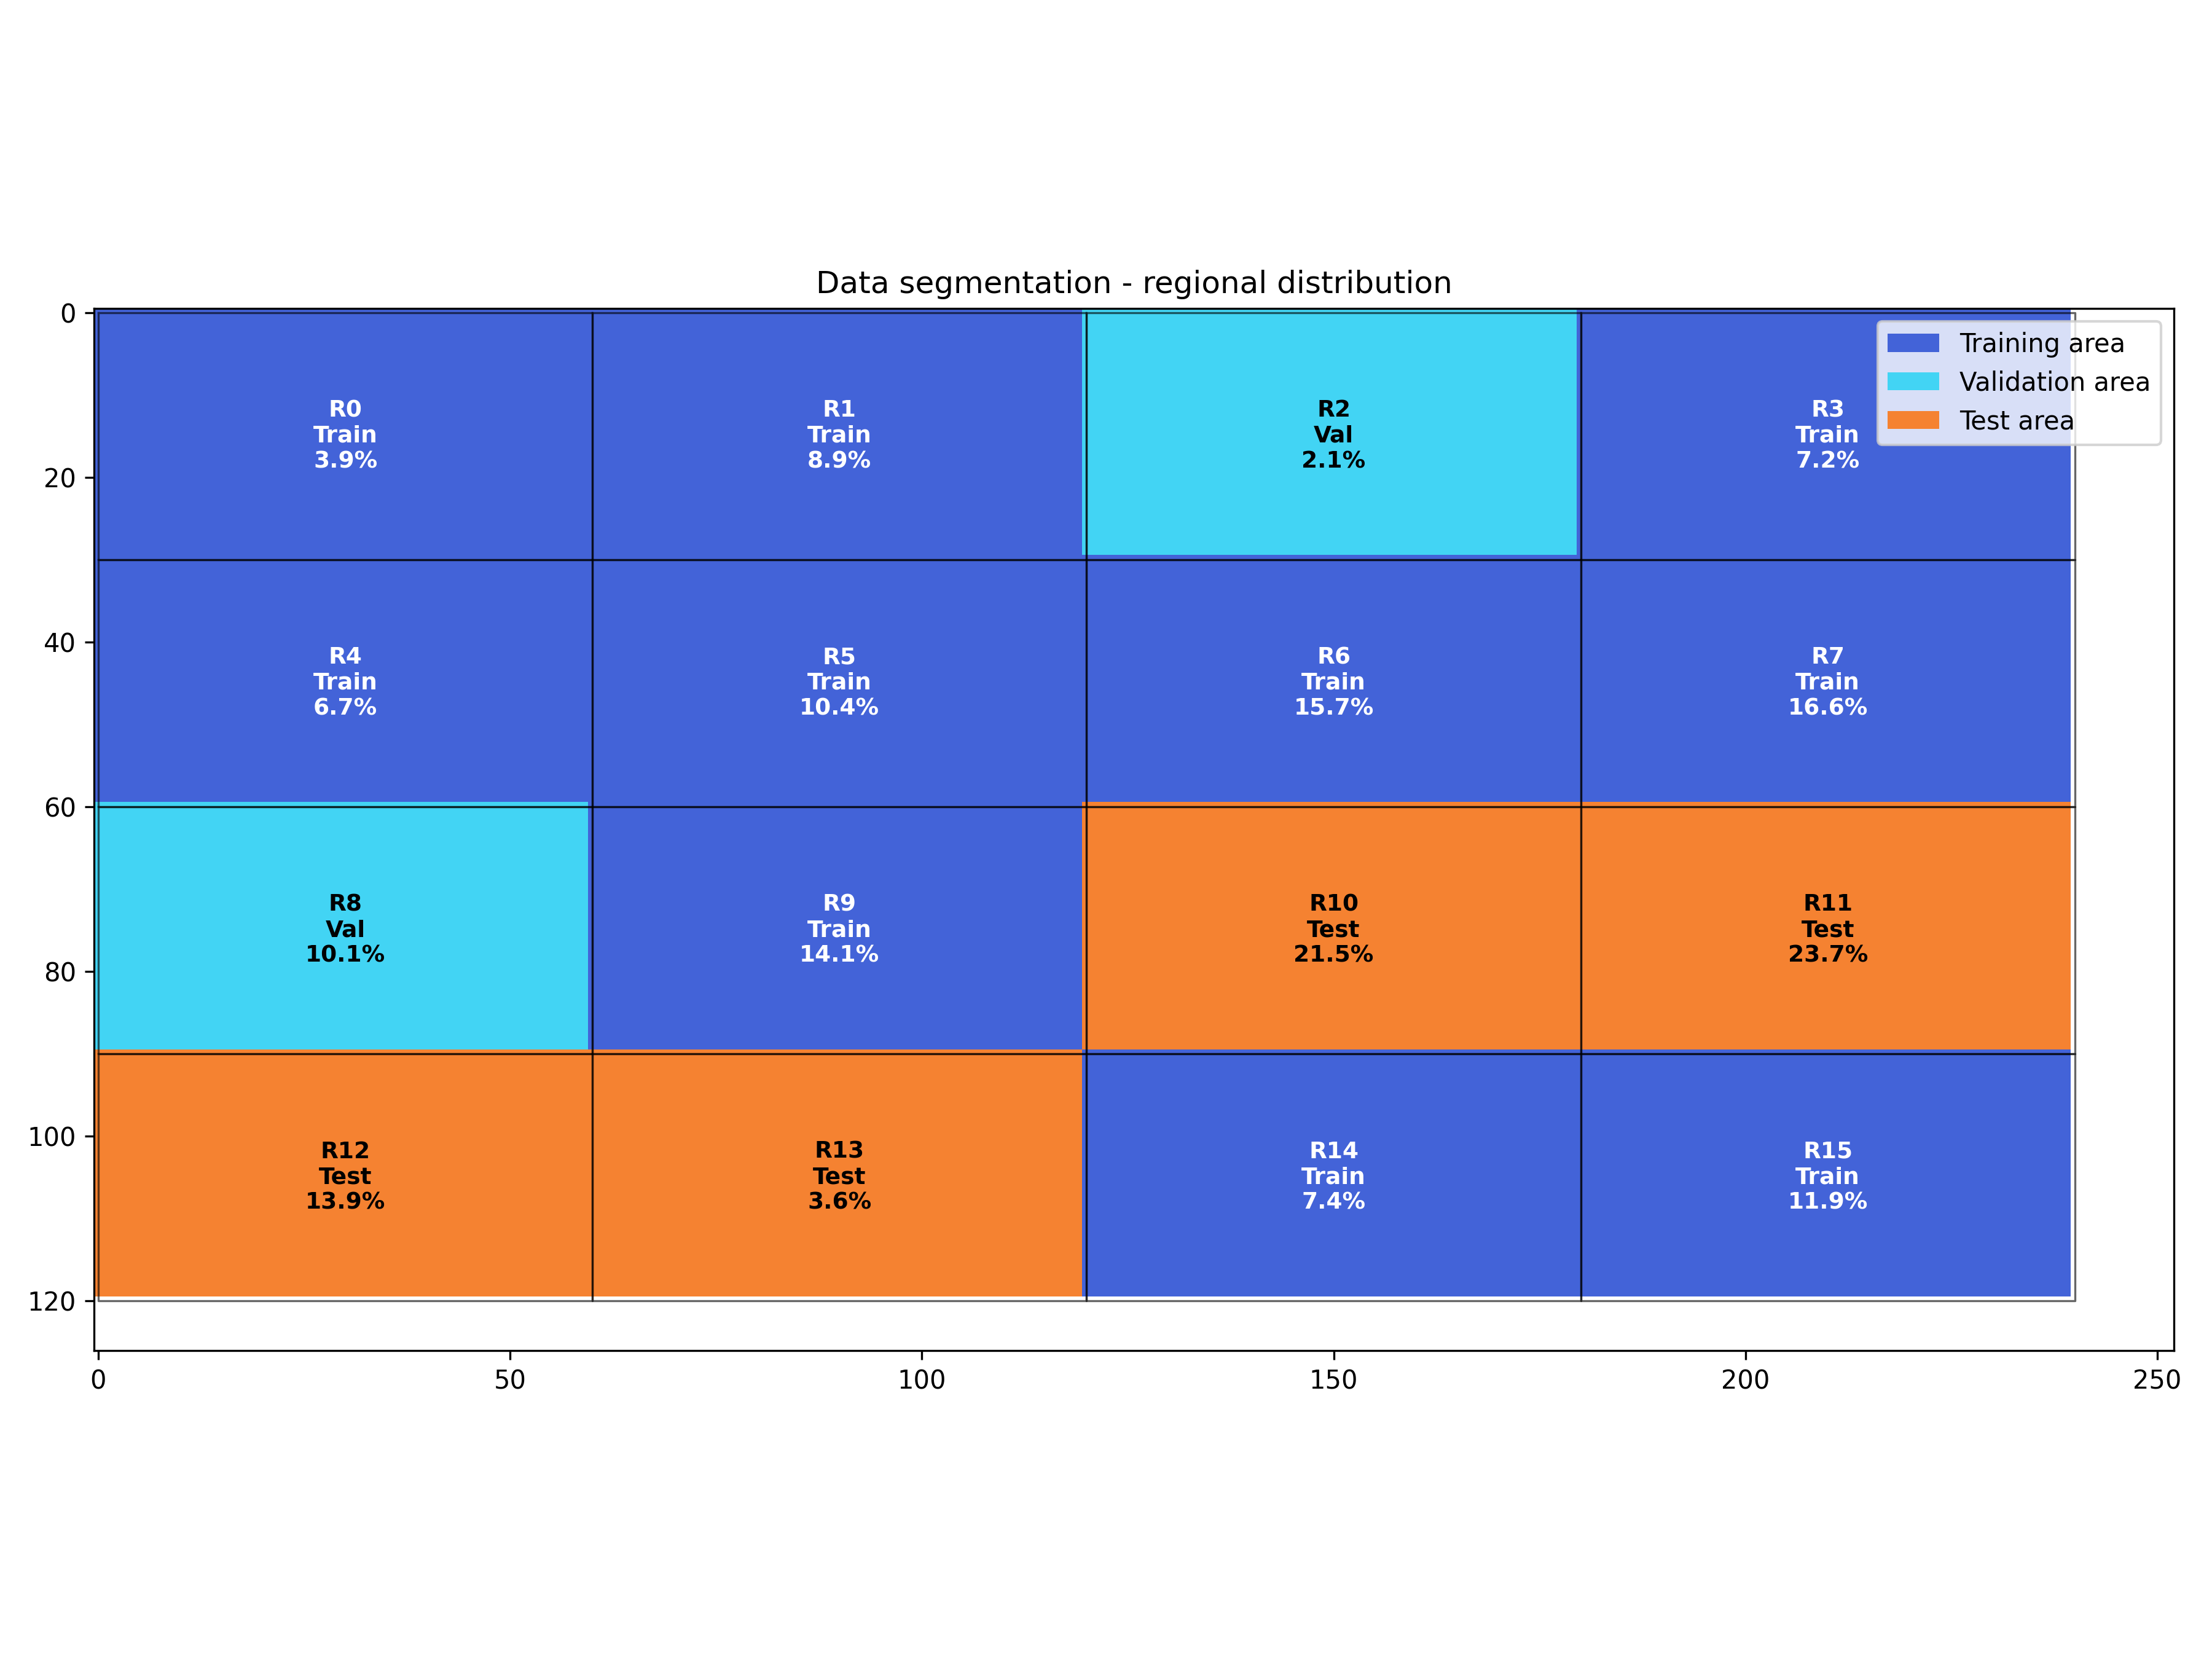 Data segmentation - regional distribution
0
20
40
60
80
100
120
R0
Train
3.9%
R1
Train
8.9%
R2
Val
2.1%
R3
Train
7.2%
Training area
Validation area
Test area
R4
Train
6.7%
R5
Train
10.4%
R6
Train
15.7%
R7
Train
16.6%
R8
Val
10.1%
R9
Train
14.1%
R10
Test
21.5%
R11
Test
23.7%
R12
Test
13.9%
R13
Test
3.6%
R14
Train
7.4%
R15
Train
11.9%
0
50
100
150
200
250